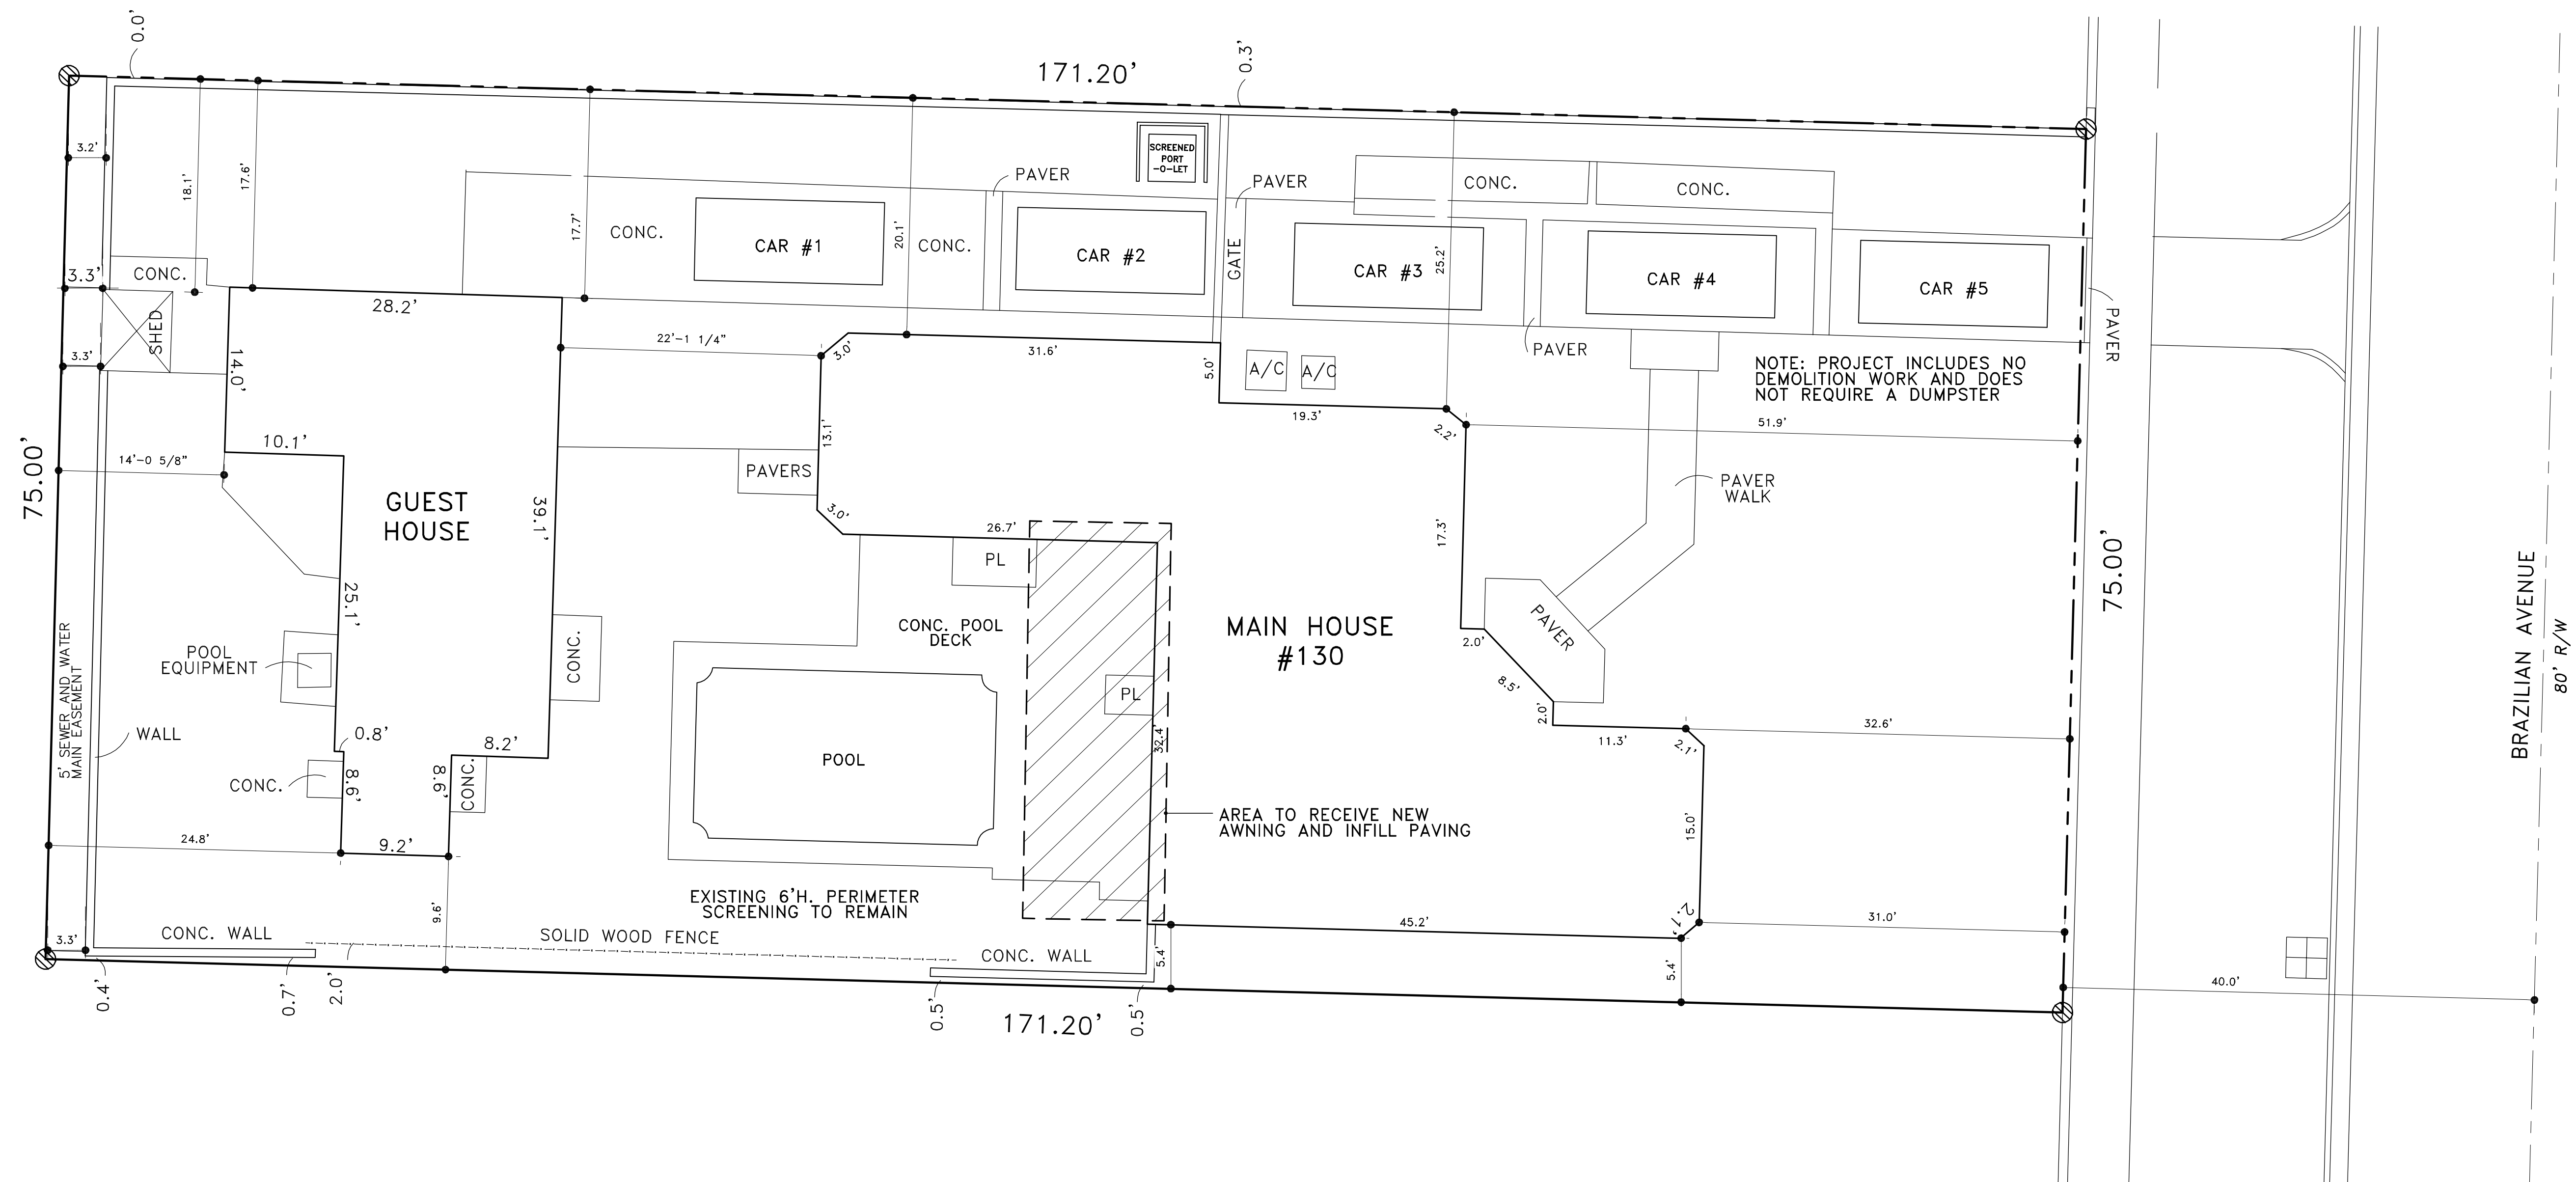 0.0'
171.20'
0.3'
3.2'
18.1'
17.6'
17.7'
20.1'
25.2'
SCREENED
PORT
-O-LET
PAVER
PAVER
CONC.
CONC.
CONC.
CAR #1
CONC.
CAR #2
GATE
CAR #3
CAR #4
CAR #5
3.3'
CONC.
28.2'
SHED
3.3'
14.0'
22'-1 1/4"
3.0'
31.6'
5.0'
A/C
A/C
PAVER
PAVER
NOTE: PROJECT INCLUDES NO
DEMOLITION WORK AND DOES
NOT REQUIRE A DUMPSTER
19.3'
2.2'
51.9'
10.1'
14'-0 5/8"
13.1'
PAVERS
PAVER
WALK
75.00'
GUEST
HOUSE
39.1'
3.0'
26.7'
17.3'
75.00'
PL
25.1'
CONC. POOL
DECK
MAIN HOUSE
#130
PAVER
2.0'
BRAZILIAN AVENUE
80' R/W
5' SEWER AND WATER
MAIN EASEMENT
POOL
EQUIPMENT
CONC.
PL
8.5'
2.0'
WALL
0.8'
8.2'
32.4'
11.3'
2.1'
32.6'
POOL
CONC.
8.6'
8.6'
CONC.
AREA TO RECEIVE NEW
AWNING AND INFILL PAVING
15.0'
24.8'
9.2'
EXISTING 6'H. PERIMETER
SCREENING TO REMAIN
9.6'
45.2'
2.1'
31.0'
3.3'
CONC. WALL
SOLID WOOD FENCE
CONC. WALL
5.4'
5.4'
40.0'
0.4'
0.7'
2.0'
0.5'
171.20'
0.5'